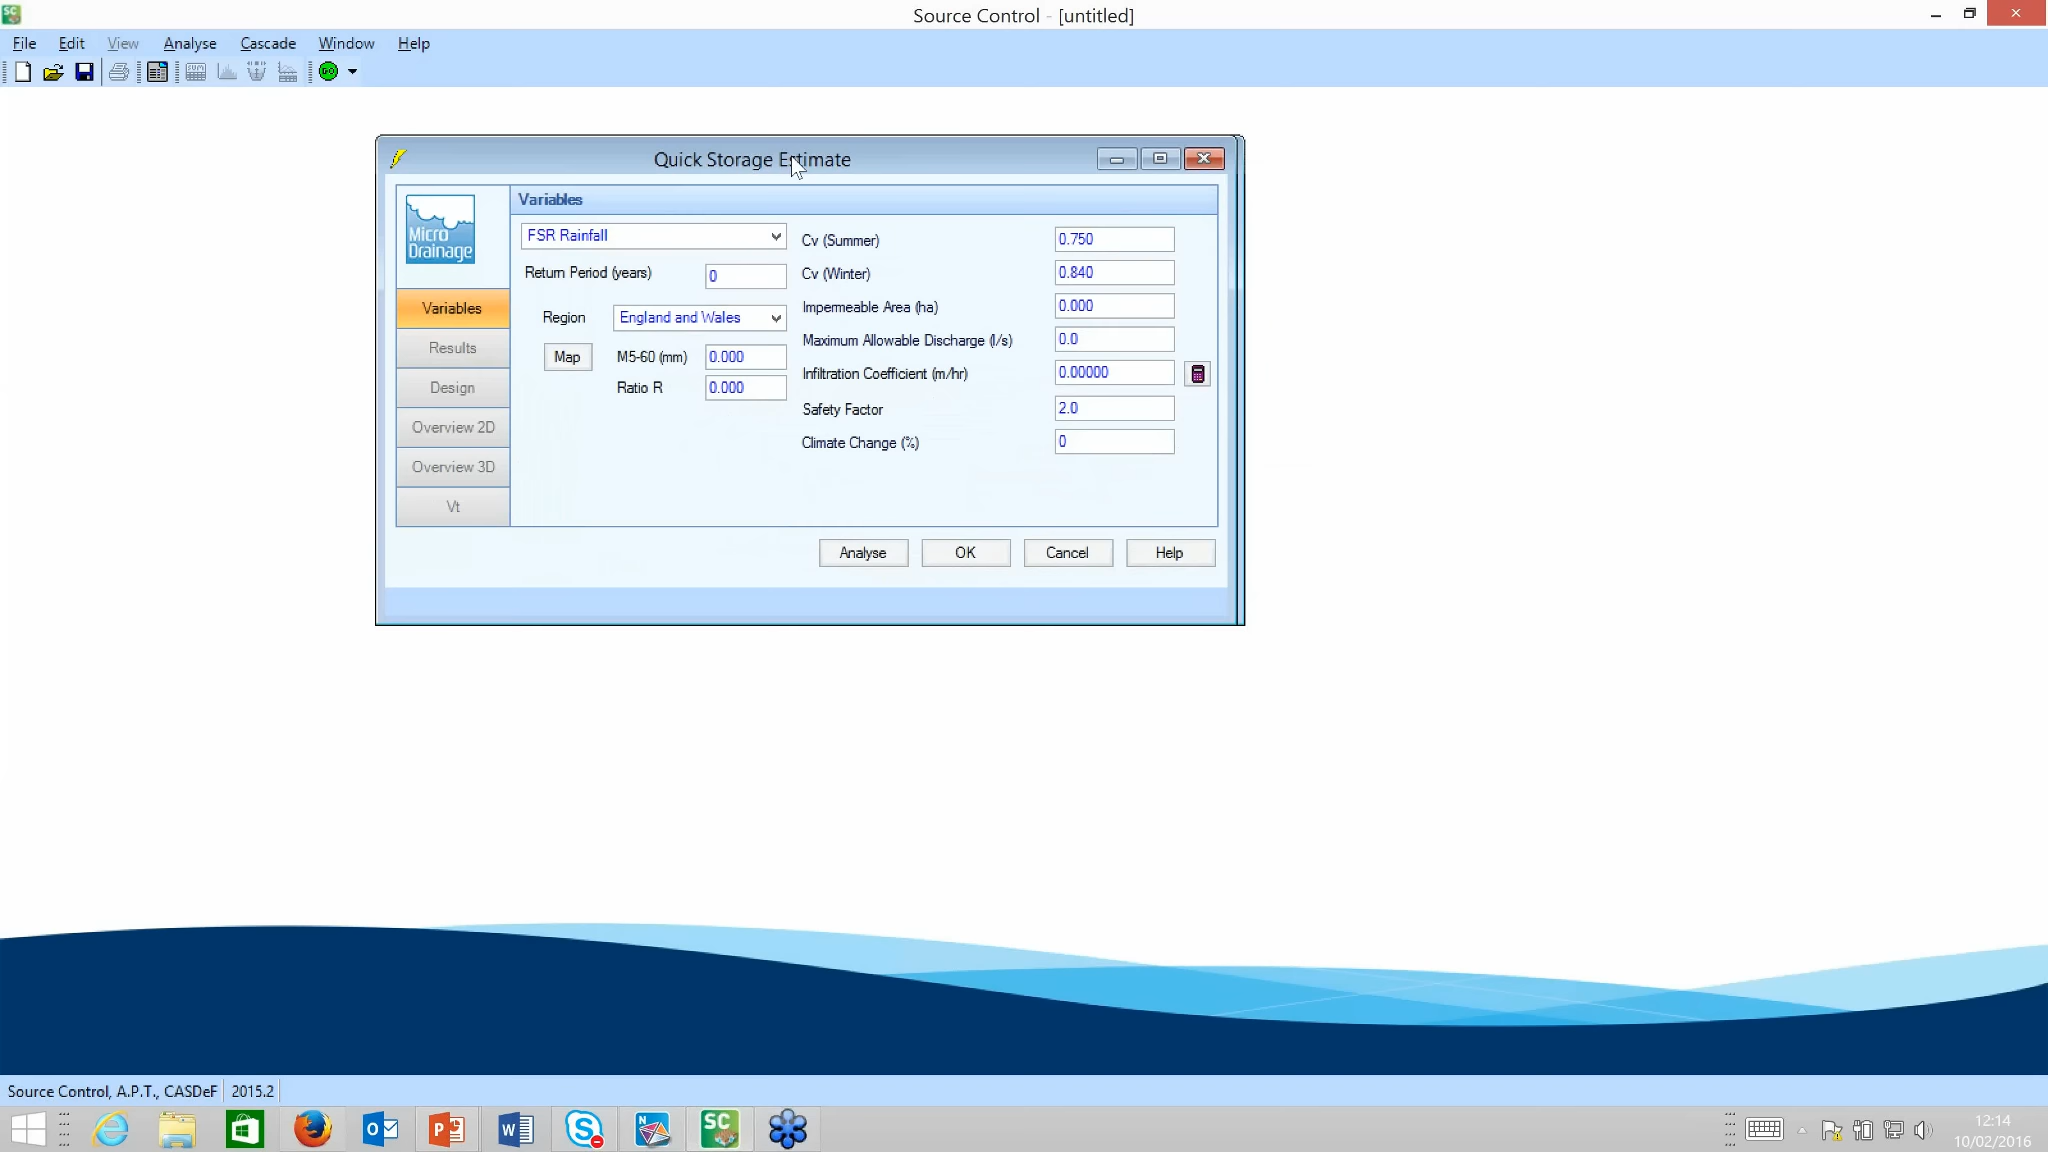 SC
Source Control - [untitled]
File Edit View Analyse Cascade Window Help
SUM
GO
Quick Storage Estimate
Micro
Drainage
Variables
FSR Rainfall
Return Period (years) 0
Region England and Wales
Map M5-60 (mm) 0.000
Ratio R 0.000
Cv (Summer) 0.750
Cv (Winter) 0.840
Impermeable Area (ha) 0.000
Maximum Allowable Discharge (l/s) 0.0
Infiltration Coefficient (m/hr) 0.00000
Safety Factor 2.0
Climate Change (%) 0
Variables
Results
Design
Overview 2D
Overview 3D
Vt
Analyse OK Cancel Help
Source Control, A.P.T., CASDeF 2015.2
SC
12:14
10/02/2016